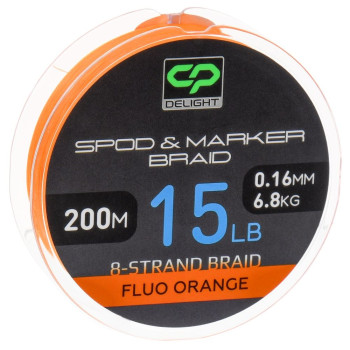 CP
DELIGHT
SPOD & MARKER
BRAID
200M
15LB
0.16MM
6.8KG
8-STRAND BRAID
FLUO ORANGE